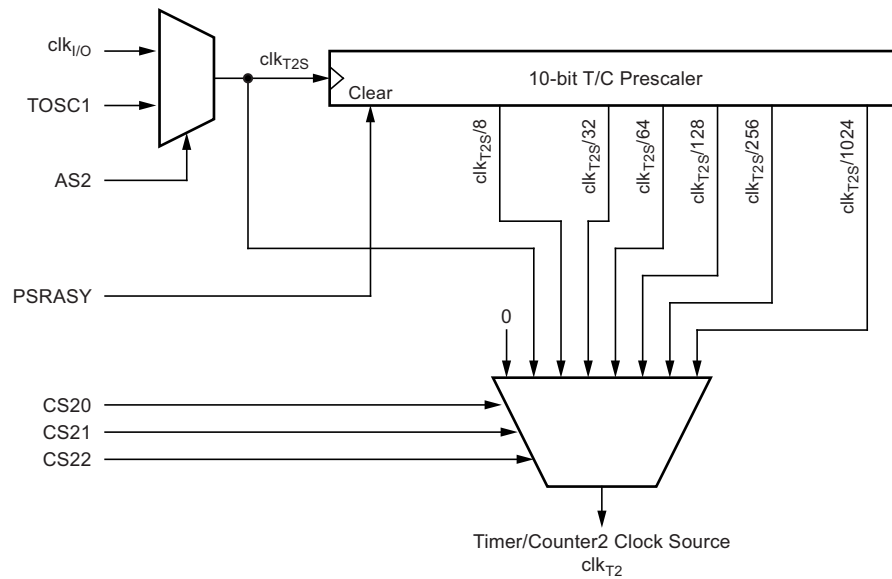 clkI/O
clkT2S
10-bit T/C Prescaler
TOSC1
Clear
clkT2S/8
clkT2S/32
clkT2S/64
clkT2S/128
clkT2S/256
clkT2S/1024
AS2
PSRASY
0
CS20
CS21
CS22
Timer/Counter2 Clock Source
clkT2